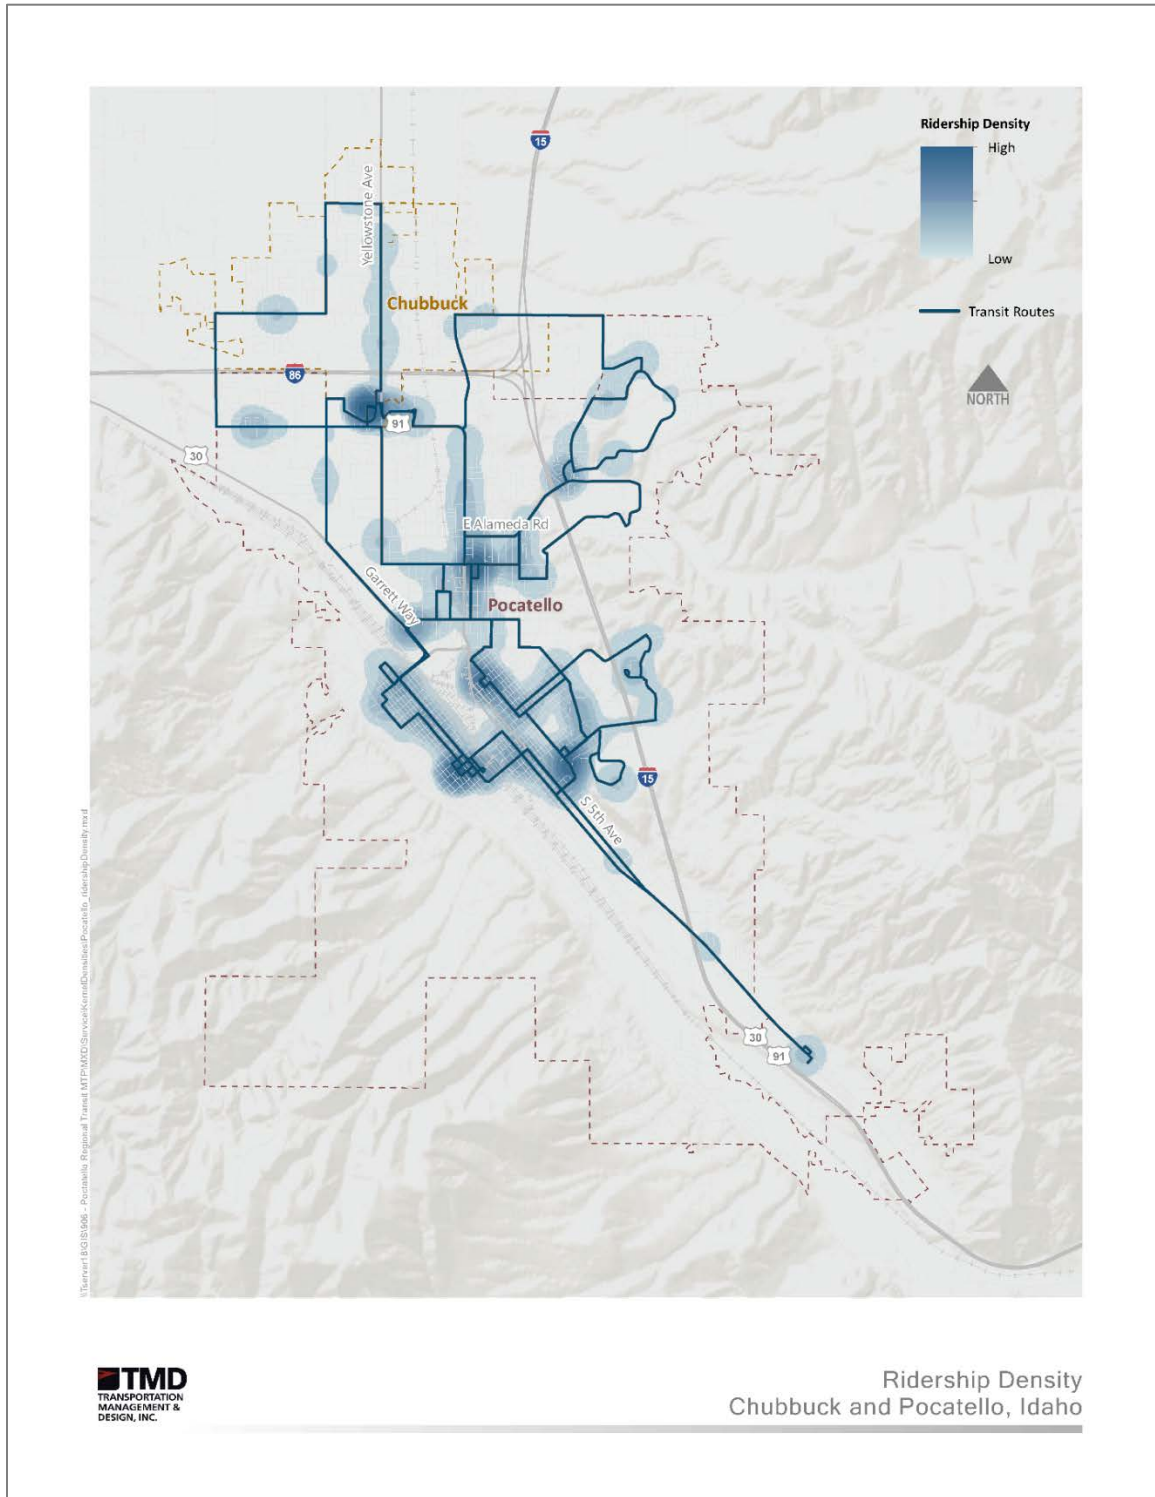 Ridership Density
High
Low
Transit Routes
NORTH
15
Yellowstone Ave
Chubbuck
86
91
30
E Alameda Rd
Garrett Way
Pocatello
15
S 5th Ave
30
91
TMD
TRANSPORTATION
MANAGEMENT &
DESIGN, INC.
Ridership Density
Chubbuck and Pocatello, Idaho